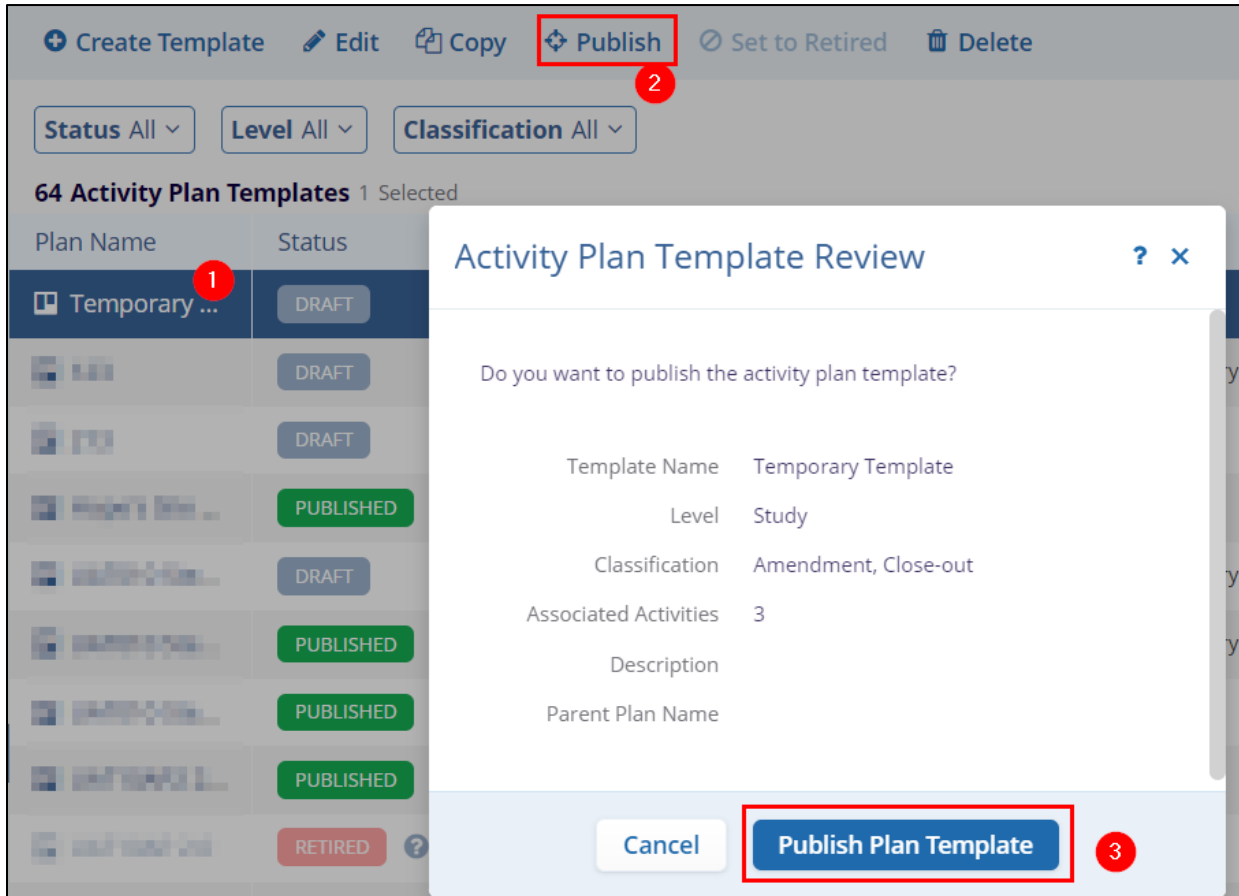 Create Template Edit Copy Publish Set to Retired Delete
2
Status All Level All Classification All
64 Activity Plan Templates 1 Selected
Plan Name Status
1
Temporary ... DRAFT
DRAFT
DRAFT
PUBLISHED
DRAFT
PUBLISHED
PUBLISHED
PUBLISHED
RETIRED ?
Activity Plan Template Review ? ×
Do you want to publish the activity plan template?
Template Name Temporary Template
Level Study
Classification Amendment, Close-out
Associated Activities 3
Description
Parent Plan Name
Cancel Publish Plan Template 3